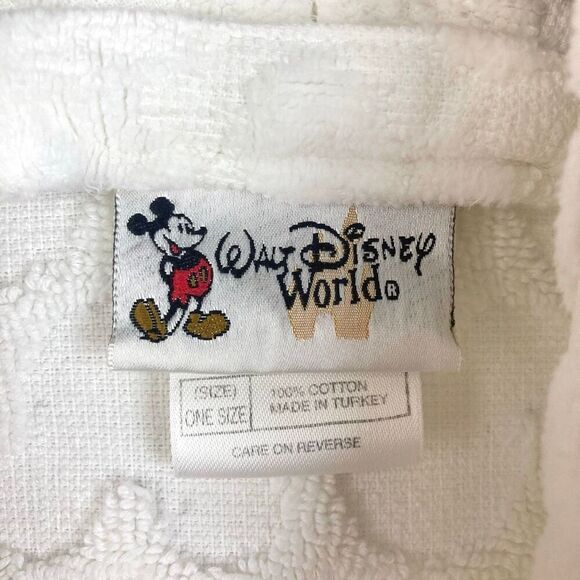 Walt Disney
World®
(SIZE)
ONE SIZE
100% COTTON
MADE IN TURKEY
CARE ON REVERSE